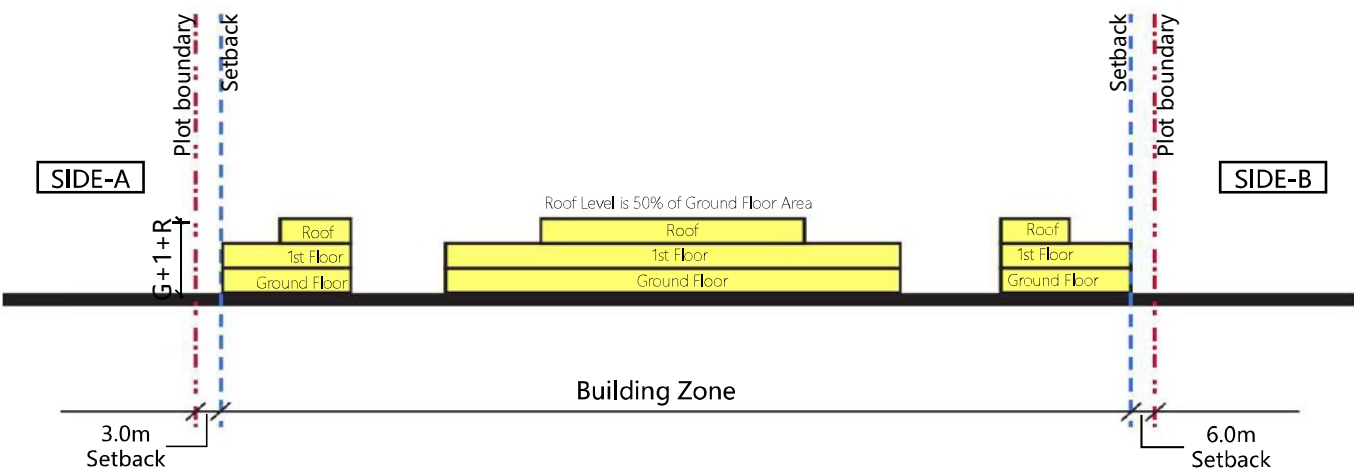 Plot boundary
Setback
Setback
Plot boundary
SIDE-A
SIDE-B
Roof Level is 50% of Ground Floor Area
G+1+R
Roof
Roof
Roof
1st Floor
1st Floor
1st Floor
Ground Floor
Ground Floor
Ground Floor
Building Zone
3.0m
Setback
6.0m
Setback